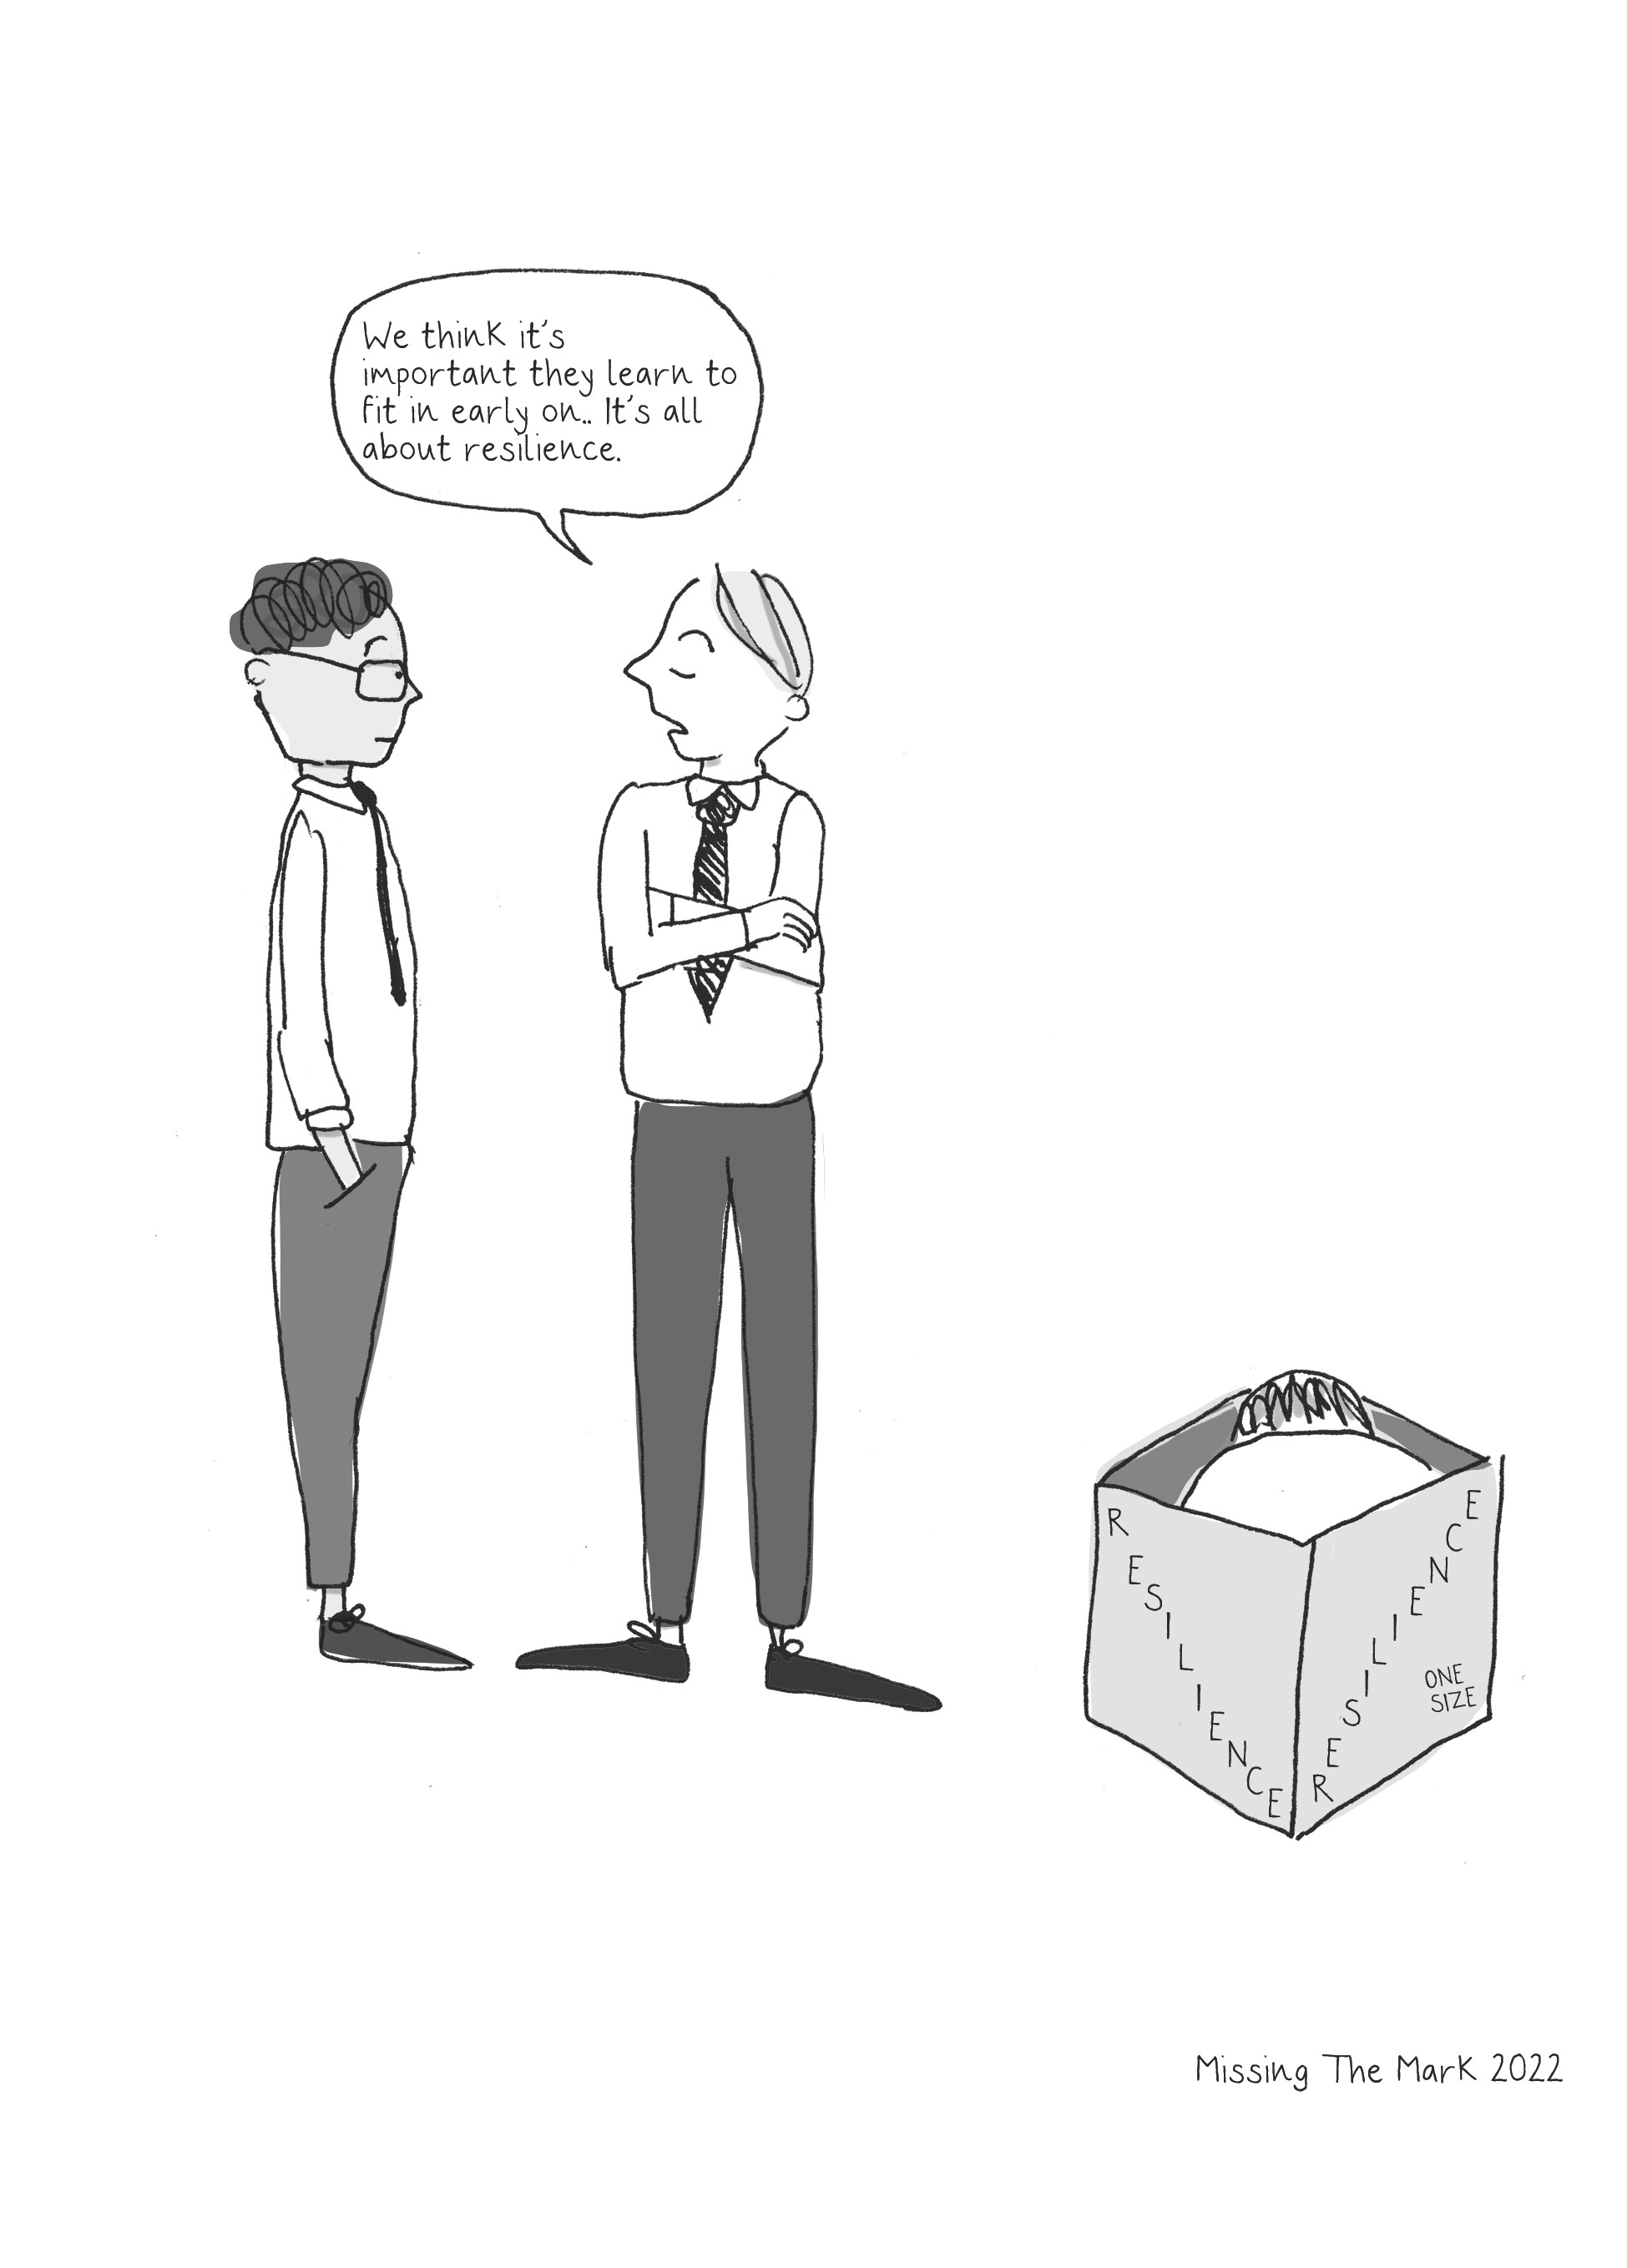 We think it's
important they learn to
fit in early on.. It's all
about resilience.
RESILIENCE
RESILIENCE
ONE
SIZE
Missing The Mark 2022